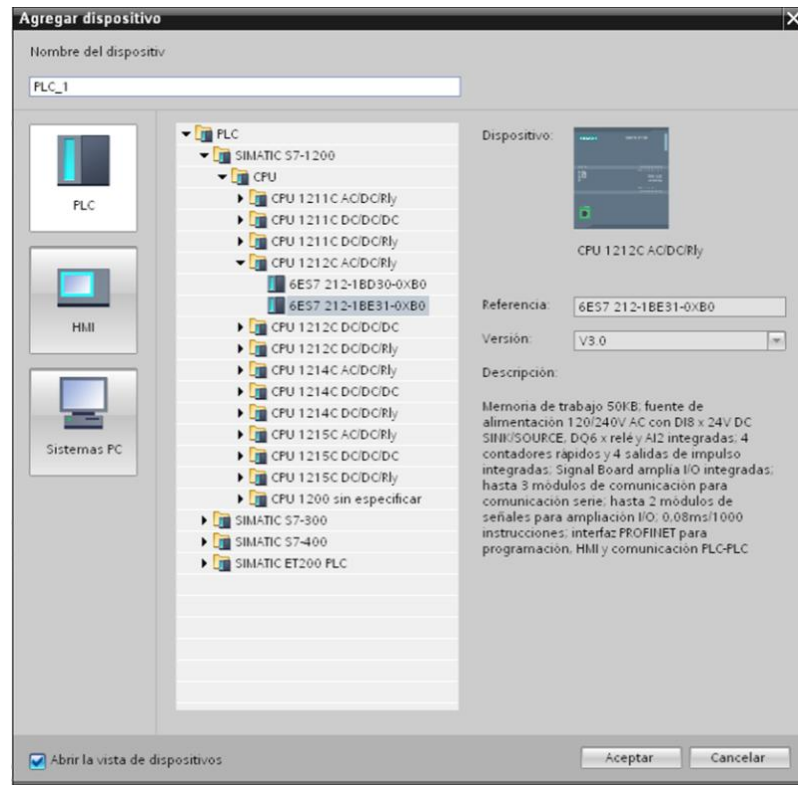 Agregar dispositivo
Nombre del dispositiv
PLC_1
PLC
HMI
Sistemas PC
PLC
SIMATIC S7-1200
CPU
CPU 1211C AC/DC/Rly
CPU 1211C DC/DC/DC
CPU 1211C DC/DC/Rly
CPU 1212C AC/DC/Rly
6ES7 212-1BD30-0XB0
6ES7 212-1BE31-0XB0
CPU 1212C DC/DC/DC
CPU 1212C DC/DC/Rly
CPU 1214C AC/DC/Rly
CPU 1214C DC/DC/DC
CPU 1214C DC/DC/Rly
CPU 1215C AC/DC/Rly
CPU 1215C DC/DC/DC
CPU 1215C DC/DC/Rly
CPU 1200 sin especificar
SIMATIC S7-300
SIMATIC S7-400
SIMATIC ET200 PLC
Dispositivo:
CPU 1212C AC/DC/Rly
Referencia: 6ES7 212-1BE31-0XB0
Versión: V3.0
Descripción:
Memoria de trabajo 50KB; fuente de
alimentación 120/240V AC con DI8 x 24V DC
SINK/SOURCE, DQ6 x relé y AI2 integradas; 4
contadores rápidos y 4 salidas de impulso
integradas; Signal Board amplía I/O integradas;
hasta 3 módulos de comunicación para
comunicación serie; hasta 2 módulos de
señales para ampliación I/O; 0,08ms/1000
instrucciones; interfaz PROFINET para
programación, HMI y comunicación PLC-PLC
Abrir la vista de dispositivos
Aceptar
Cancelar